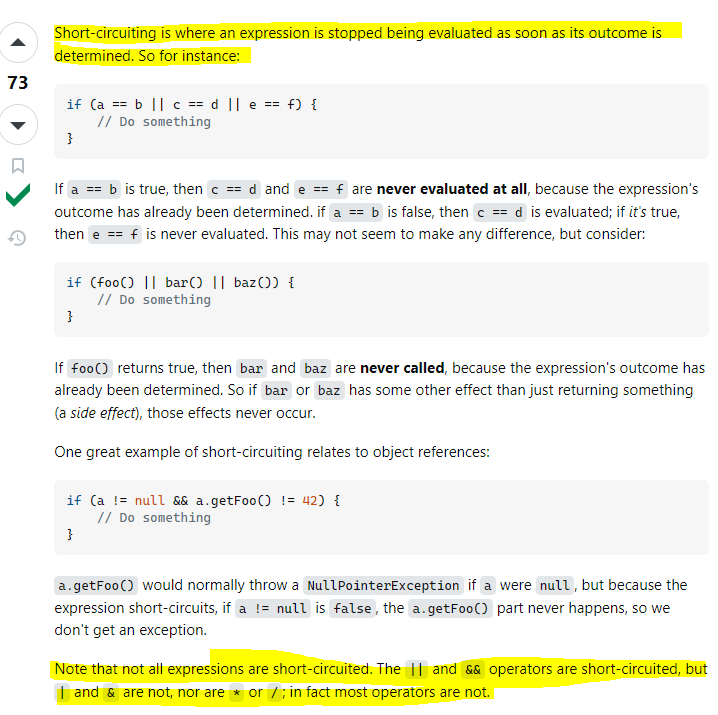 Short-circuiting is where an expression is stopped being evaluated as soon as its outcome is
determined. So for instance:
73
if (a == b || c == d || e == f) {
// Do something
}
If a == b is true, then c == d and e == f are never evaluated at all, because the expression's
outcome has already been determined. if a == b is false, then c == d is evaluated; if it's true,
then e == f is never evaluated. This may not seem to make any difference, but consider:
if (foo() || bar() || baz()) {
// Do something
}
If foo() returns true, then bar and baz are never called, because the expression's outcome has
already been determined. So if bar or baz has some other effect than just returning something
(a side effect), those effects never occur.
One great example of short-circuiting relates to object references:
if (a != null && a.getFoo() != 42) {
// Do something
}
a.getFoo() would normally throw a NullPointerException if a were null, but because the
expression short-circuits, if a != null is false, the a.getFoo() part never happens, so we
don't get an exception.
Note that not all expressions are short-circuited. The || and && operators are short-circuited, but
| and & are not, nor are * or /; in fact most operators are not.